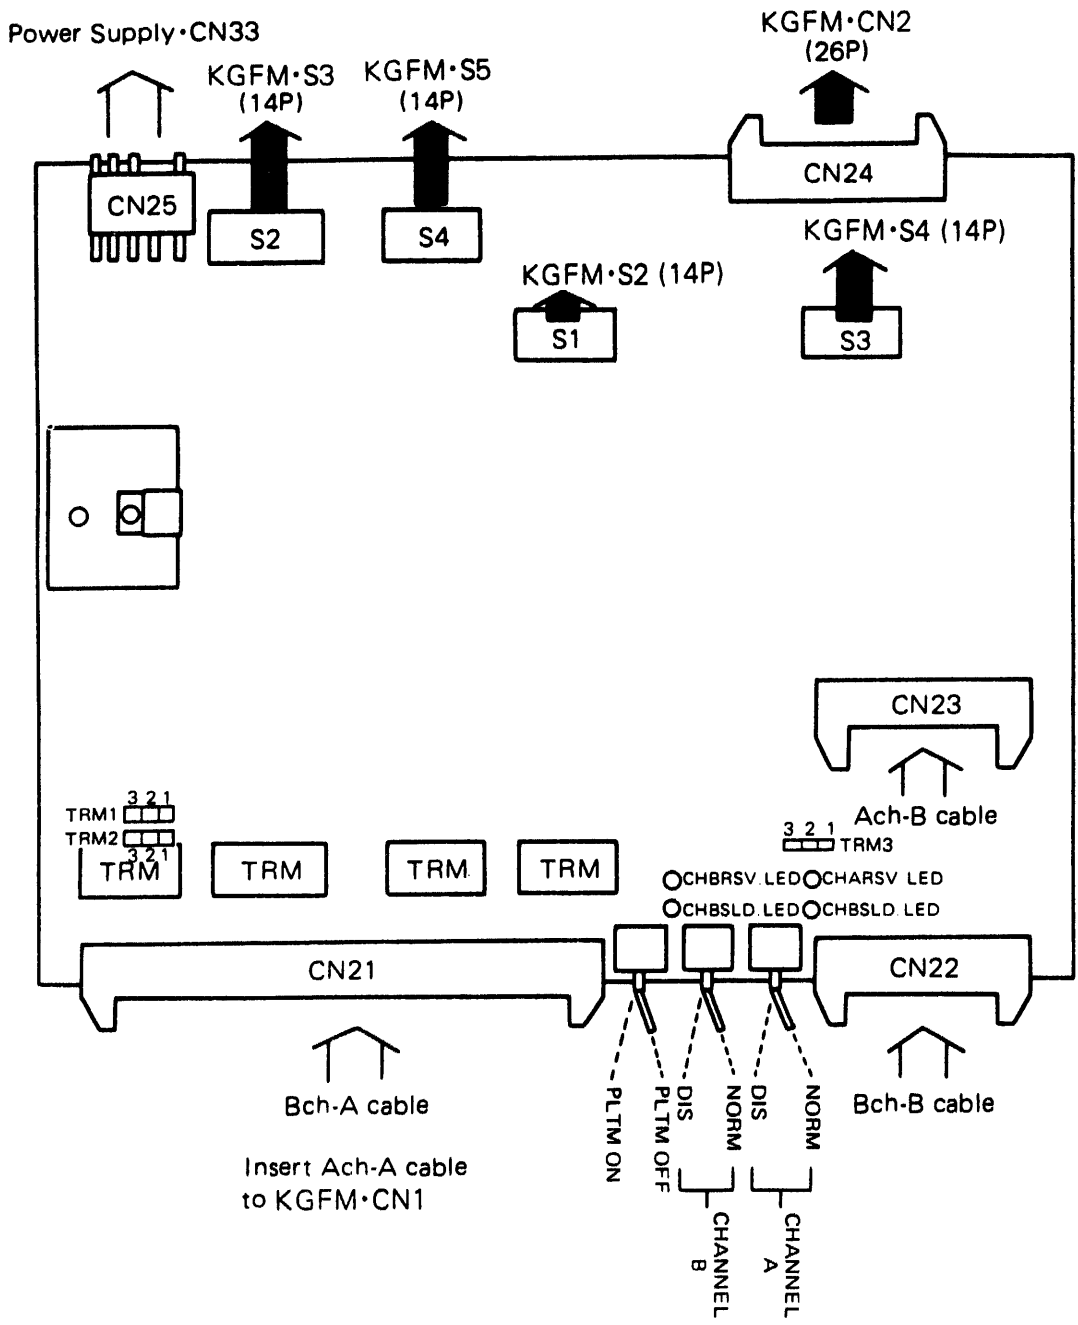 Power Supply·CN33
KGFM·S3
(14P)
KGFM·S5
(14P)
KGFM·CN2
(26P)
CN25
S2
S4
CN24
KGFM·S4 (14P)
KGFM·S2 (14P)
S1
S3
CN23
Ach-B cable
3 2 1
TRM1
TRM2
3 2 1
TRM
TRM
TRM
TRM
3 2 1
TRM3
CHBRSV. LED
CHARSV LED
CHBSLD. LED
CHBSLD. LED
CN21
CN22
Bch-A cable
Bch-B cable
Insert Ach-A cable
to KGFM·CN1
PLTM ON
PLTM OFF
DIS
NORM
DIS
NORM
CHANNEL
B
CHANNEL
A